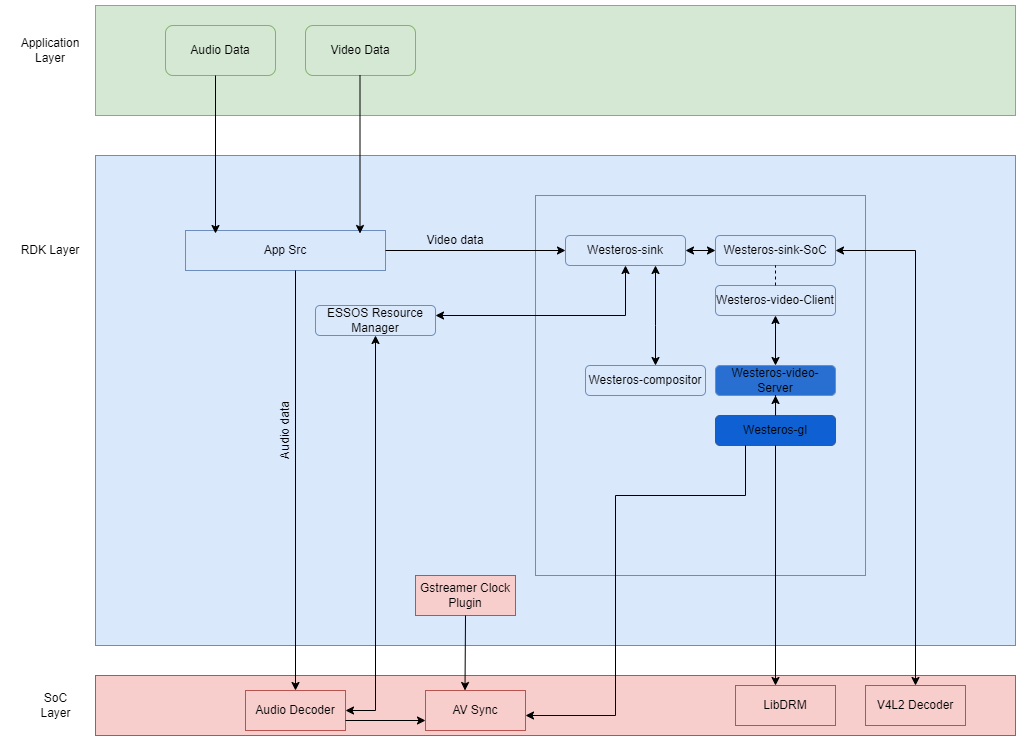 Application
Layer
Audio Data
Video Data
RDK Layer
App Src
Video data
Westeros-sink
Westeros-sink-SoC
Westeros-video-Client
ESSOS Resource
Manager
Westeros-compositor
Westeros-video-
Server
Westeros-gl
Audio data
Gstreamer Clock
Plugin
SoC
Layer
Audio Decoder
AV Sync
LibDRM
V4L2 Decoder